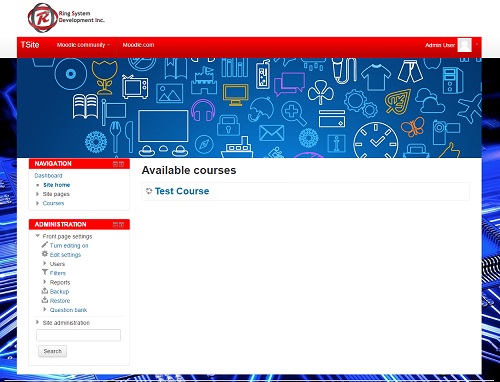 Ring System
Development Inc.
TSite
Moodle community
Moodle.com
Admin User
NAVIGATION
Dashboard
Site home
Site pages
Courses
Available courses
Test Course
ADMINISTRATION
Front page settings
Turn editing on
Edit settings
Users
Filters
Reports
Backup
Restore
Question bank
Site administration
Search